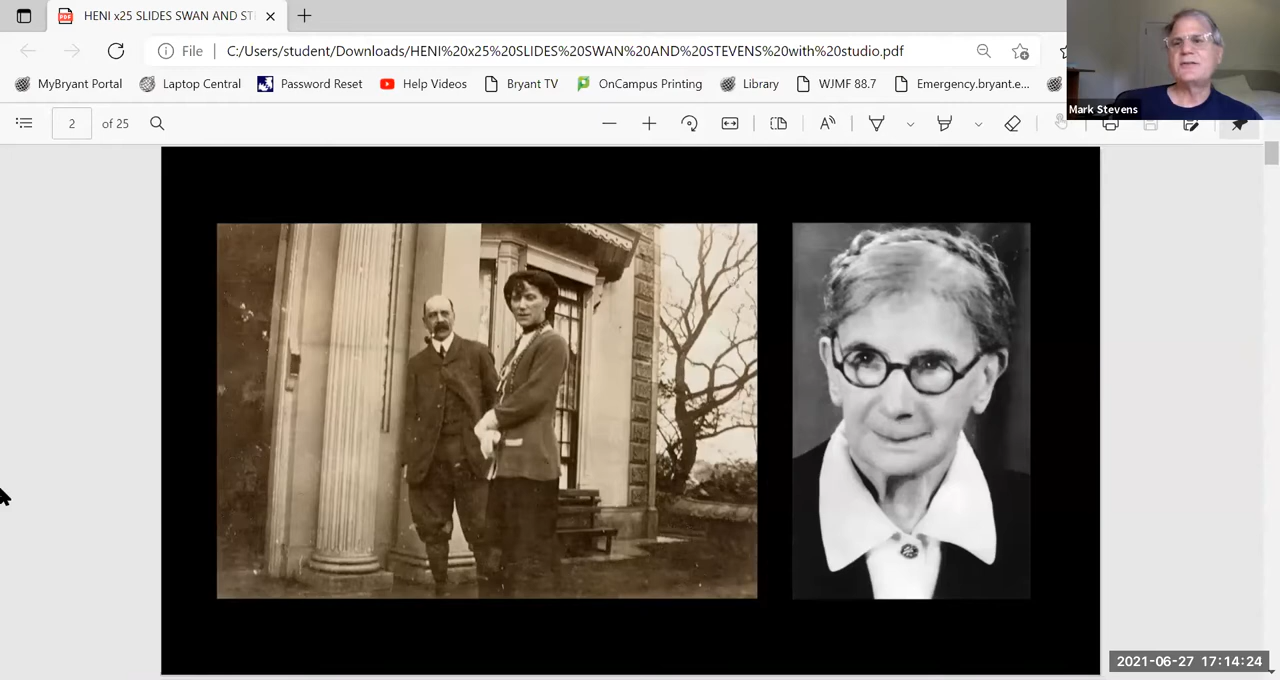 HENI x25 SLIDES SWAN AND STE
File
C:/Users/student/Downloads/HENI%20x25%20SLIDES%20SWAN%20AND%20STEVENS%20with%20studio.pdf
MyBryant Portal
Laptop Central
Password Reset
Help Videos
Bryant TV
OnCampus Printing
Library
WJMF 88.7
Emergency.bryant.e...
Mark Stevens
2 of 25
2021-06-27 17:14:24